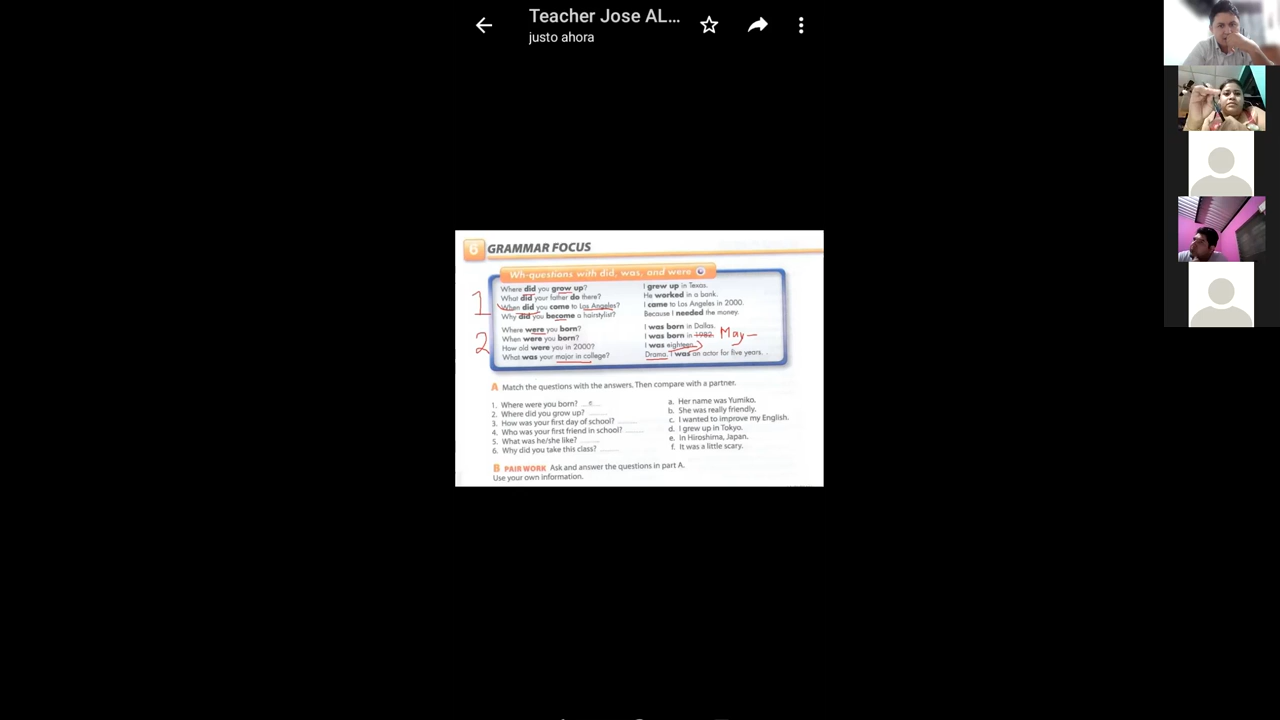 Teacher Jose AL...
justo ahora
6 GRAMMAR FOCUS
Wh-questions with did, was, and were
1
Where did you grow up? I grew up in Texas.
What did your father do there? He worked in a bank.
When did you come to Los Angeles? I came to Los Angeles in 2000.
Why did you become a hairstylist? Because I needed the money.
2
Where were you born? I was born in Dallas.
When were you born? I was born in 1982. May
How old were you in 2000? I was eighteen.
What was your major in college? Drama. I was an actor for five years.
A Match the questions with the answers. Then compare with a partner.
1. Where were you born? e
2. Where did you grow up?
3. How was your first day of school?
4. Who was your first friend in school?
5. What was he/she like?
6. Why did you take this class?
a. Her name was Yumiko.
b. She was really friendly.
c. I wanted to improve my English.
d. I grew up in Tokyo.
e. In Hiroshima, Japan.
f. It was a little scary.
B PAIR WORK Ask and answer the questions in part A.
Use your own information.